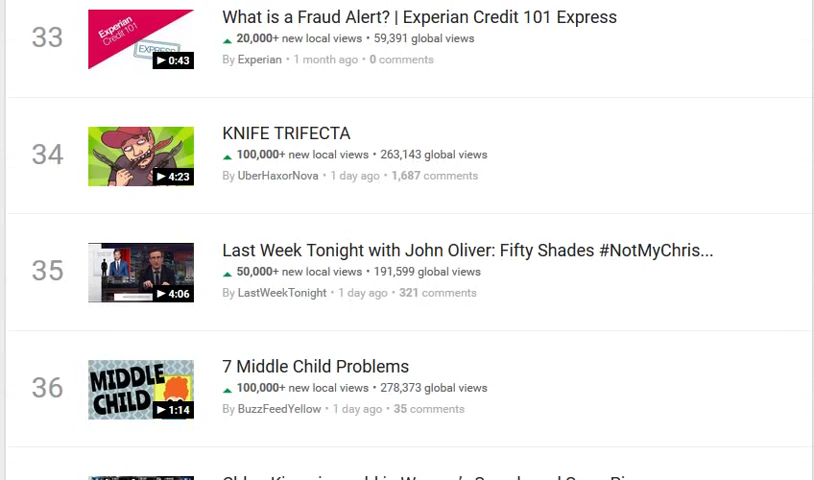 33
Experian
Credit 101
EXPRESS
0:43
What is a Fraud Alert? | Experian Credit 101 Express
20,000+ new local views • 59,391 global views
By Experian • 1 month ago • 0 comments
34
4:23
KNIFE TRIFECTA
100,000+ new local views • 263,143 global views
By UberHaxorNova • 1 day ago • 1,687 comments
35
4:06
Last Week Tonight with John Oliver: Fifty Shades #NotMyChris...
50,000+ new local views • 191,599 global views
By LastWeekTonight • 1 day ago • 321 comments
36
MIDDLE
CHILD
1:14
7 Middle Child Problems
100,000+ new local views • 278,373 global views
By BuzzFeedYellow • 1 day ago • 35 comments